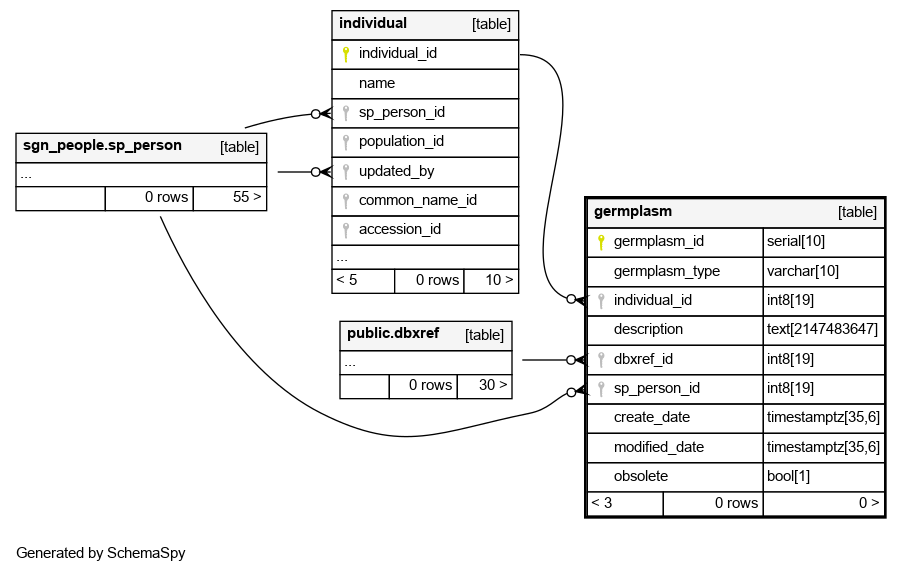 individual [table]
individual_id
name
sp_person_id
population_id
updated_by
common_name_id
accession_id
...
< 5 0 rows 10 >
sgn_people.sp_person [table]
...
0 rows 55 >
public.dbxref [table]
...
0 rows 30 >
germplasm [table]
germplasm_id serial[10]
germplasm_type varchar[10]
individual_id int8[19]
description text[2147483647]
dbxref_id int8[19]
sp_person_id int8[19]
create_date timestamptz[35,6]
modified_date timestamptz[35,6]
obsolete bool[1]
< 3 0 rows 0 >
Generated by SchemaSpy